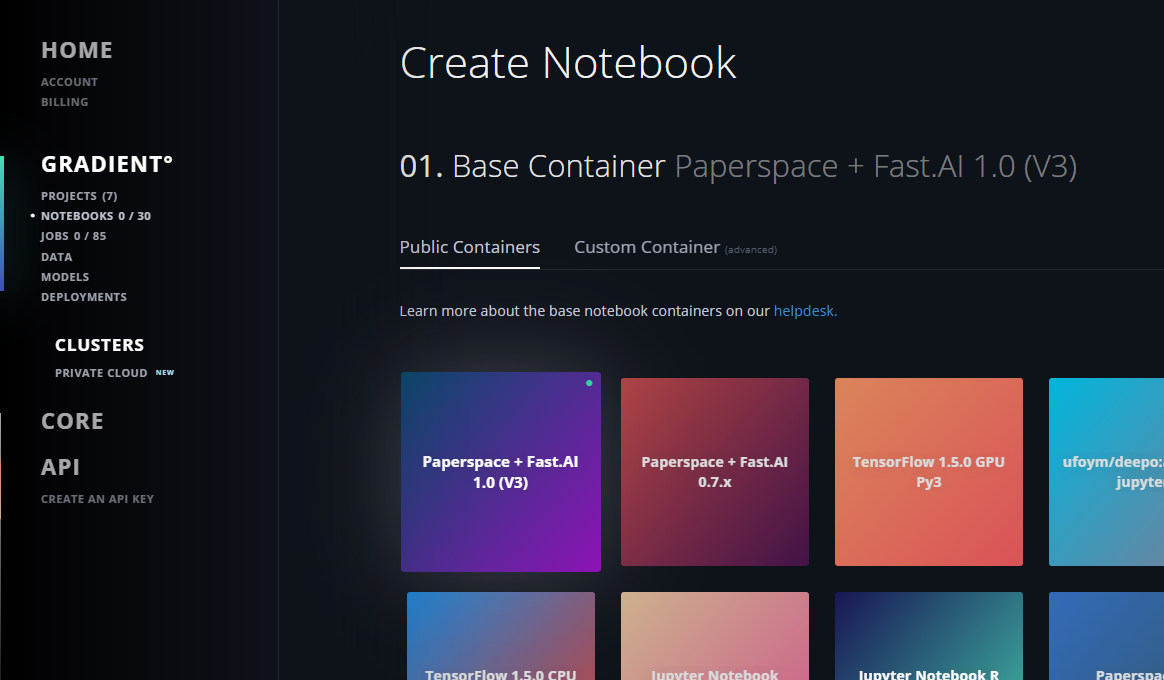 HOME
ACCOUNT
BILLING
GRADIENT°
PROJECTS (7)
NOTEBOOKS 0 / 30
JOBS 0 / 85
DATA
MODELS
DEPLOYMENTS
CLUSTERS
PRIVATE CLOUD NEW
CORE
API
CREATE AN API KEY
Create Notebook
01. Base Container Paperspace + Fast.AI 1.0 (V3)
Public Containers
Custom Container (advanced)
Learn more about the base notebook containers on our helpdesk.
Paperspace + Fast.AI
1.0 (V3)
Paperspace + Fast.AI
0.7.x
TensorFlow 1.5.0 GPU
Py3
ufoym/deepo:
jupyte
TensorFlow 1.5.0 CPU
Jupyter Notebook
Jupyter Notebook R
Paperspa